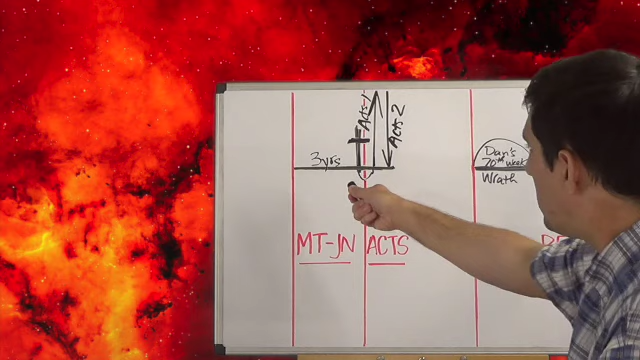 Acts 1
ACTS 2
3yrs
Dan's
70th Week
Wrath
MT-JN
ACTS